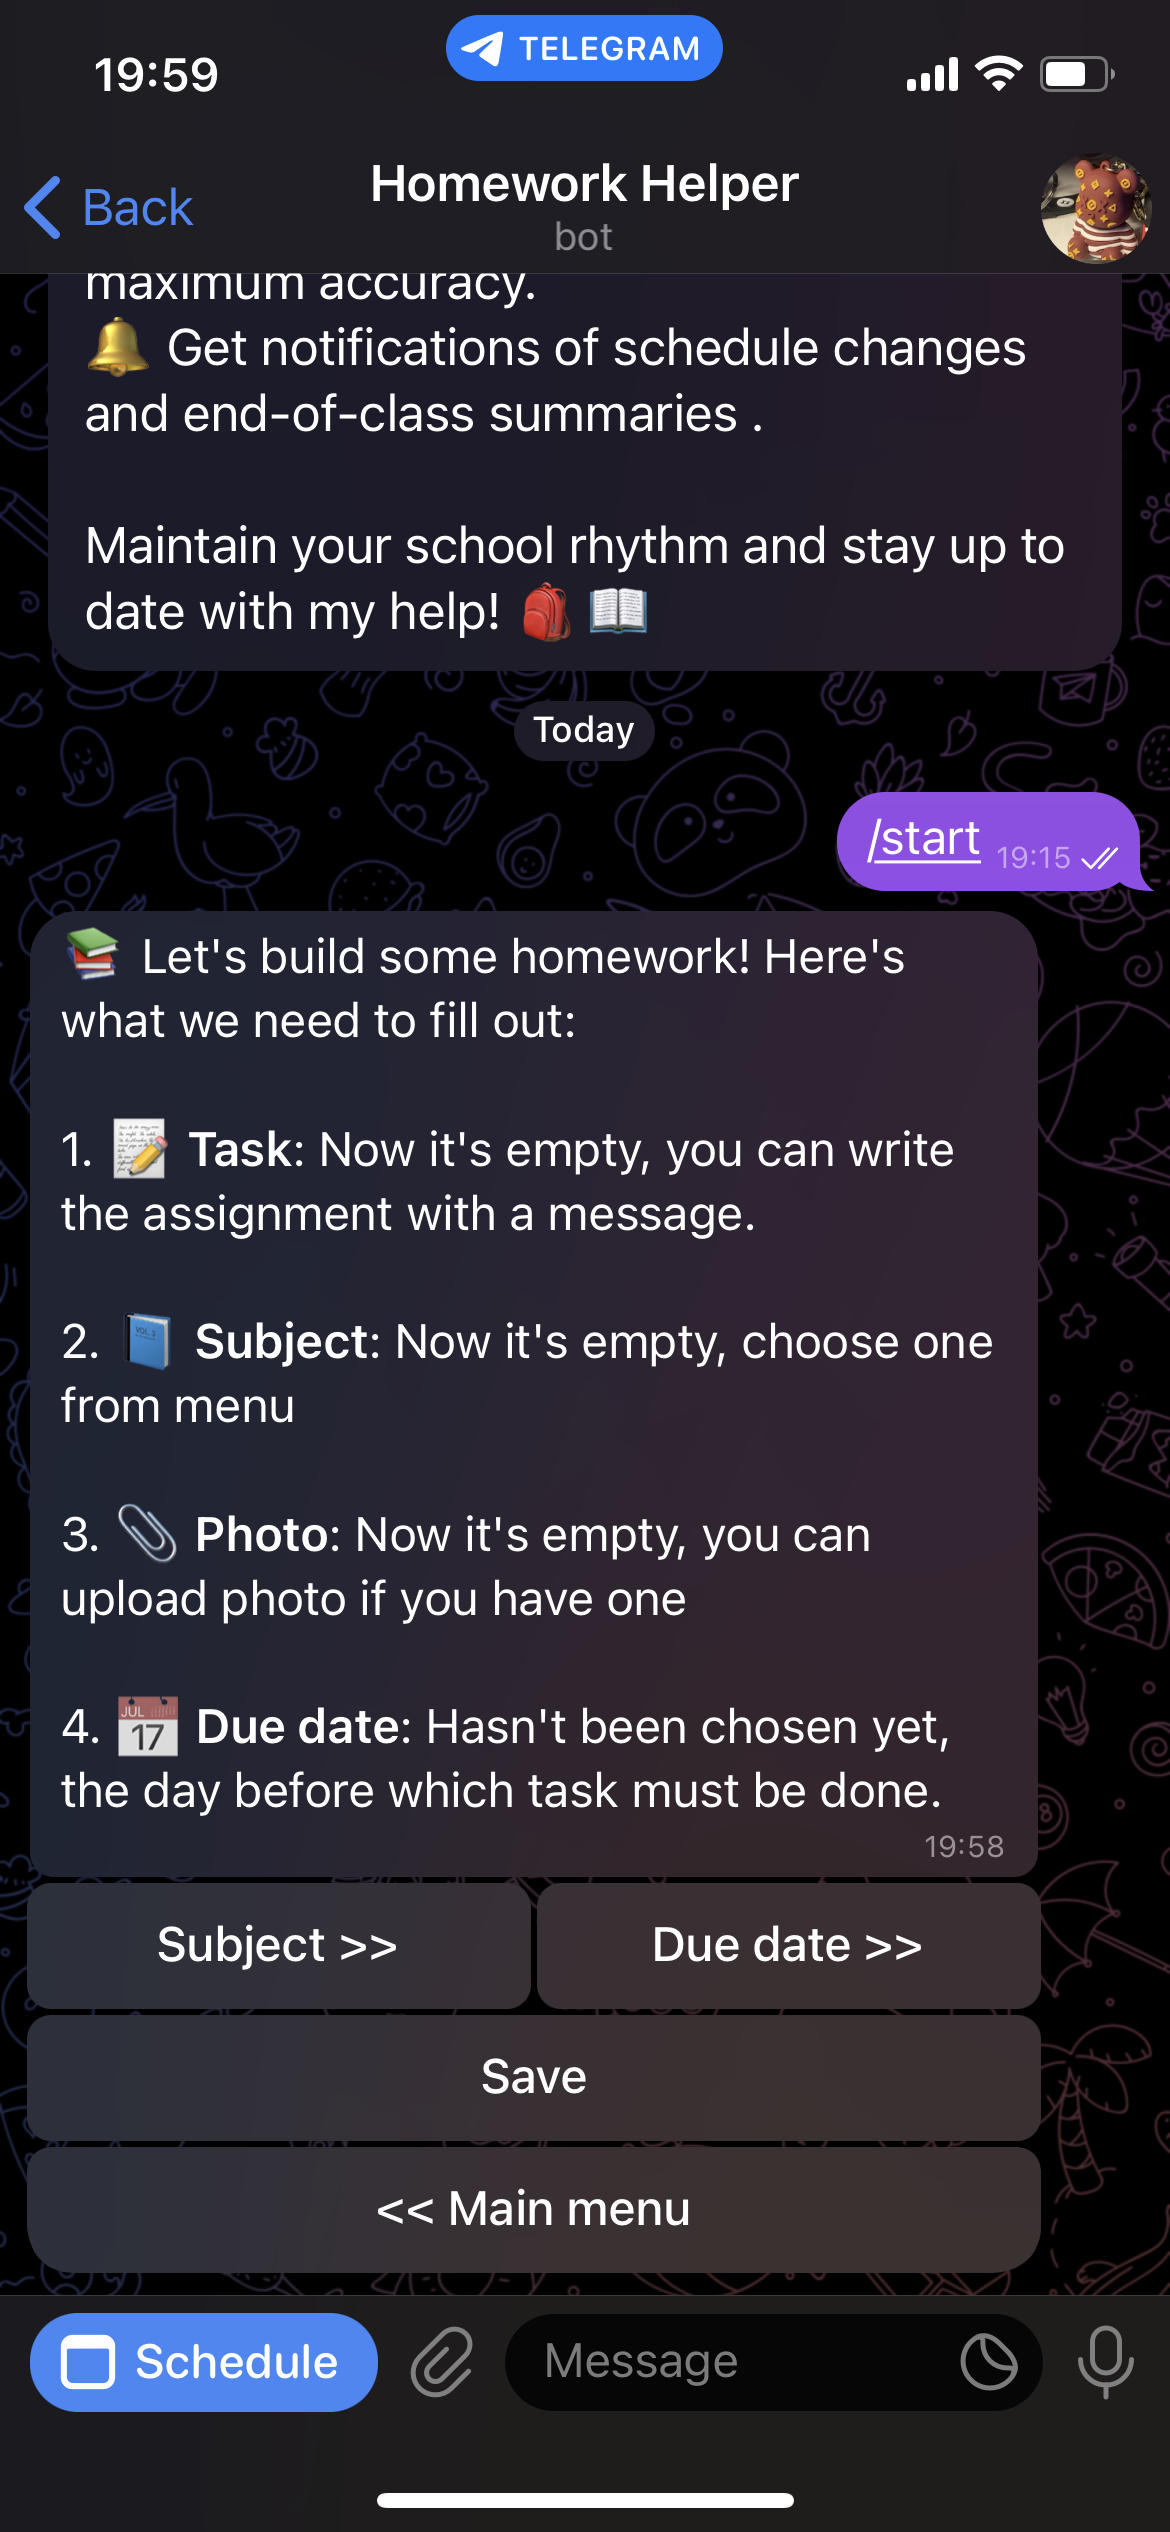 19:59
TELEGRAM
Back
Homework Helper
bot
maximum accuracy.
🔔 Get notifications of schedule changes
and end-of-class summaries .
Maintain your school rhythm and stay up to
date with my help! 🎒 📖
Today
/start 19:15
📚 Let's build some homework! Here's
what we need to fill out:
1. 📝 Task: Now it's empty, you can write
the assignment with a message.
2. 📘 Subject: Now it's empty, choose one
from menu
3. 📎 Photo: Now it's empty, you can
upload photo if you have one
4. 📅 Due date: Hasn't been chosen yet,
the day before which task must be done.
19:58
Subject >>
Due date >>
Save
<< Main menu
Schedule
Message